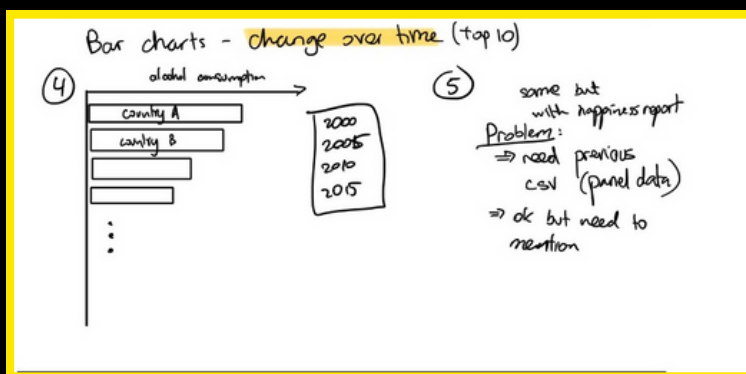 Bar charts - change over time (top 10)
4
alcohol consumption
country A
country B
2000
2005
2010
2015
5
same but
with happiness report
Problem:
⇒ need previous
csv (panel data)
⇒ ok but need to
mention